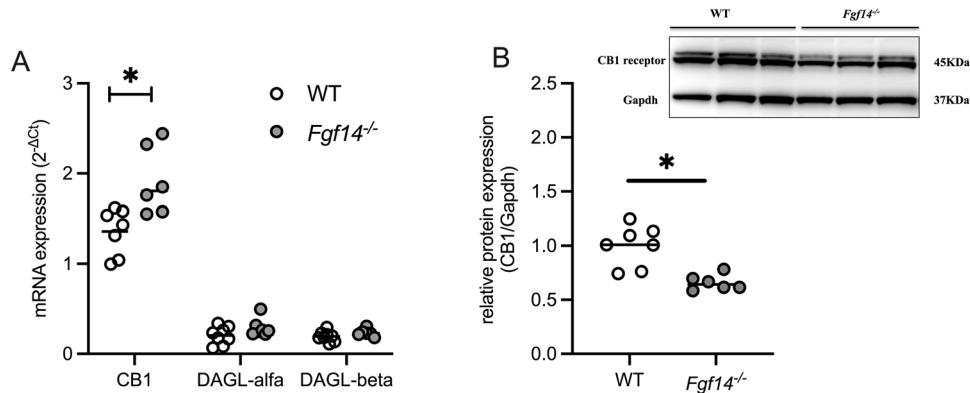 A
mRNA expression (2^-ΔCt)
3
2
1
0
*
WT
Fgf14-/-
CB1
DAGL-alfa
DAGL-beta
B
WT
Fgf14-/-
CB1 receptor
45KDa
Gapdh
37KDa
relative protein expression
(CB1/Gapdh)
2.5
2.0
1.5
1.0
0.5
0.0
*
WT
Fgf14-/-